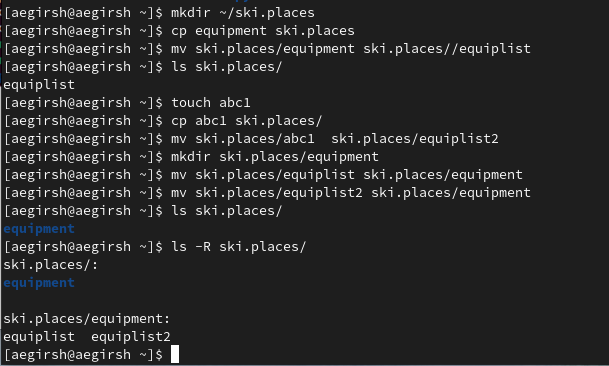 [aegirsh@aegirsh ~]$ mkdir ~/ski.places
[aegirsh@aegirsh ~]$ cp equipment ski.places
[aegirsh@aegirsh ~]$ mv ski.places/equipment ski.places//equiplist
[aegirsh@aegirsh ~]$ ls ski.places/
equiplist
[aegirsh@aegirsh ~]$ touch abc1
[aegirsh@aegirsh ~]$ cp abc1 ski.places/
[aegirsh@aegirsh ~]$ mv ski.places/abc1  ski.places/equiplist2
[aegirsh@aegirsh ~]$ mkdir ski.places/equipment
[aegirsh@aegirsh ~]$ mv ski.places/equiplist ski.places/equipment
[aegirsh@aegirsh ~]$ mv ski.places/equiplist2 ski.places/equipment
[aegirsh@aegirsh ~]$ ls ski.places/
equipment
[aegirsh@aegirsh ~]$ ls -R ski.places/
ski.places/:
equipment

ski.places/equipment:
equiplist  equiplist2
[aegirsh@aegirsh ~]$